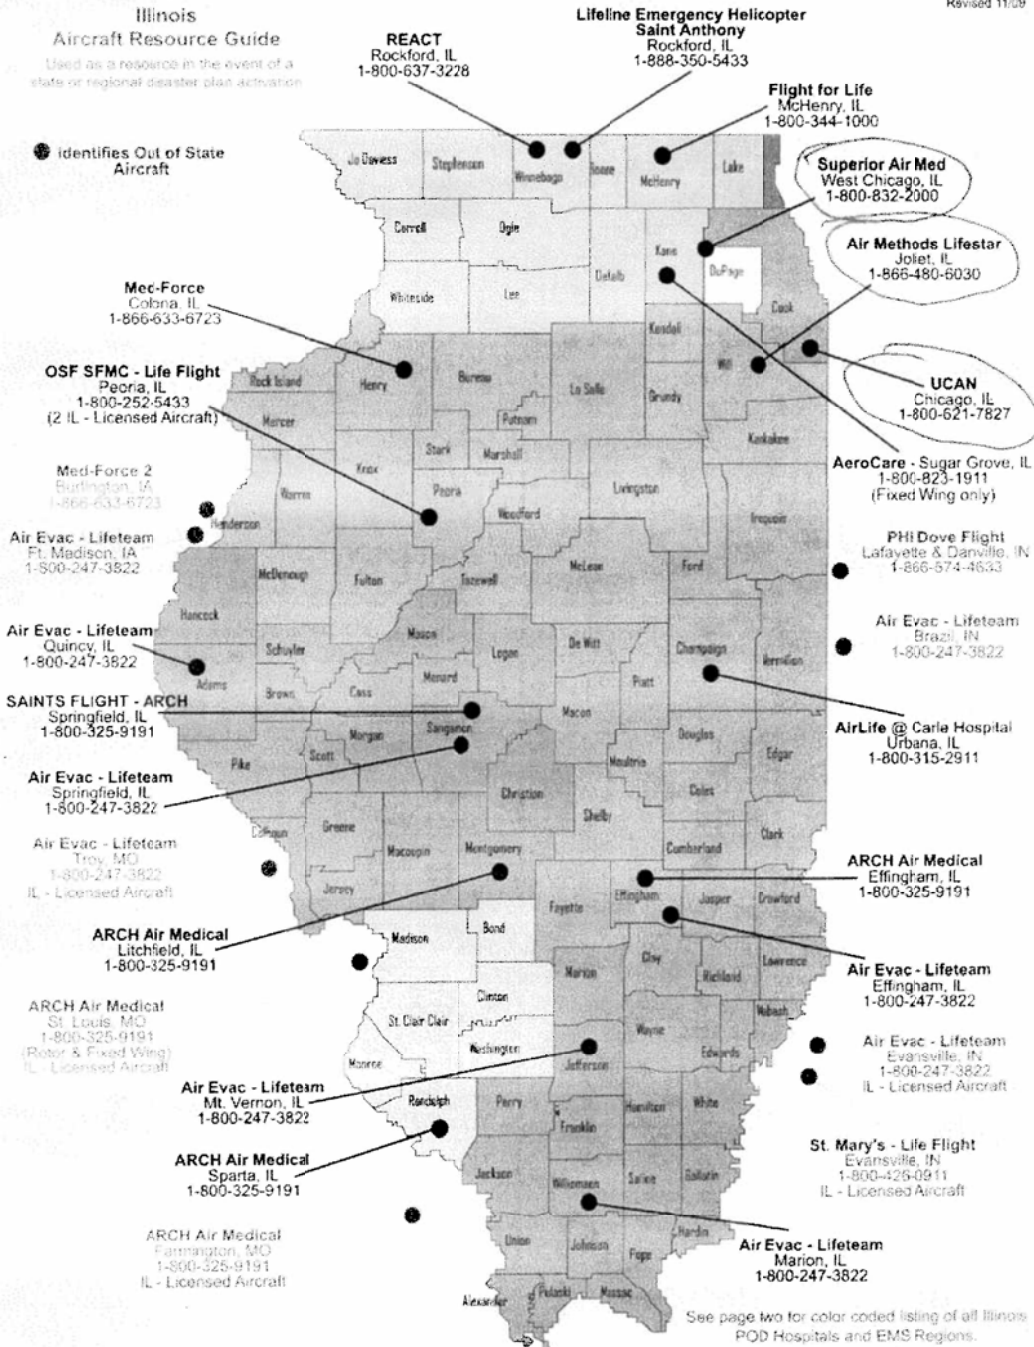 Revised 11/09
Illinois
Aircraft Resource Guide
Used as a resource in the event of a
state or regional disaster plan activation
identifies Out of State
Aircraft
REACT
Rockford, IL
1-800-637-3228
Lifeline Emergency Helicopter
Saint Anthony
Rockford, IL
1-888-350-5433
Flight for Life
McHenry, IL
1-800-344-1000
Superior Air Med
West Chicago, IL
1-800-832-2000
Air Methods Lifestar
Joliet, IL
1-866-480-6030
UCAN
Chicago, IL
1-800-621-7827
AeroCare - Sugar Grove, IL
1-800-823-1911
(Fixed Wing only)
PHI Dove Flight
Lafayette & Danville, IN
1-866-574-4633
Air Evac - Lifeteam
Brazil, IN
1-800-247-3822
AirLife @ Carle Hospital
Urbana, IL
1-800-315-2911
ARCH Air Medical
Effingham, IL
1-800-325-9191
Air Evac - Lifeteam
Effingham, IL
1-800-247-3822
Air Evac - Lifeteam
Evansville, IN
1-800-247-3822
IL - Licensed Aircraft
St. Mary's - Life Flight
Evansville, IN
1-800-426-0911
IL - Licensed Aircraft
Air Evac - Lifeteam
Marion, IL
1-800-247-3822
Med-Force
Colona, IL
1-866-633-6723
OSF SFMC - Life Flight
Peoria, IL
1-800-252-5433
(2 IL - Licensed Aircraft)
Med-Force 2
Burlington, IA
1-866-633-6723
Air Evac - Lifeteam
Ft. Madison, IA
1-800-247-3822
Air Evac - Lifeteam
Quincy, IL
1-800-247-3822
SAINTS FLIGHT - ARCH
Springfield, IL
1-800-325-9191
Air Evac - Lifeteam
Springfield, IL
1-800-247-3822
Air Evac - Lifeteam
Troy, MO
1-800-247-3822
IL - Licensed Aircraft
ARCH Air Medical
Litchfield, IL
1-800-325-9191
ARCH Air Medical
St. Louis, MO
1-800-325-9191
(Rotor & Fixed Wing)
IL - Licensed Aircraft
Air Evac - Lifeteam
Mt. Vernon, IL
1-800-247-3822
ARCH Air Medical
Sparta, IL
1-800-325-9191
ARCH Air Medical
Farmington, MO
1-800-325-9191
IL - Licensed Aircraft
Jo Daviess
Stephenson
Winnebago
Boone
McHenry
Lake
Carroll
Ogle
Kane
DuPage
Cook
Whiteside
Lee
Dekalb
Kendall
Will
Rock Island
Henry
Bureau
La Salle
Grundy
Mercer
Putnam
Kankakee
Knox
Stark
Marshall
Livingston
Warren
Peoria
Woodford
Iroquois
Henderson
McDonough
Fulton
Tazewell
McLean
Ford
Hancock
Mason
Schuyler
Logan
De Witt
Champaign
Vermilion
Adams
Brown
Cass
Menard
Piatt
Macon
Sangamon
Morgan
Scott
Pike
Douglas
Edgar
Moultrie
Christian
Coles
Shelby
Calhoun
Greene
Macoupin
Montgomery
Cumberland
Clark
Jersey
Fayette
Effingham
Jasper
Crawford
Madison
Bond
Marion
Clay
Richland
Lawrence
Clinton
St. Clair Clair
Wayne
Wabash
Monroe
Washington
Jefferson
Edwards
Randolph
Perry
Hamilton
White
Franklin
Jackson
Williamson
Saline
Gallatin
Union
Johnson
Pope
Hardin
Alexander
Pulaski
Massac
See page two for color coded listing of all Illinois
POD Hospitals and EMS Regions.